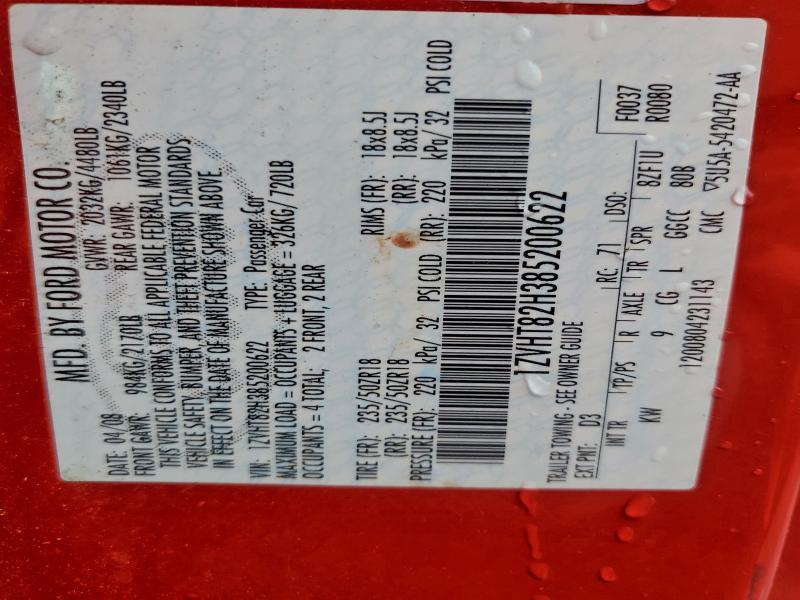 MFD. BY FORD MOTOR CO.
DATE: 04/08 GVWR: 2032KG/4480LB
FRONT GAWR: 984KG/2170LB REAR GAWR: 1061KG/2340LB
THIS VEHICLE CONFORMS TO ALL APPLICABLE FEDERAL MOTOR
VEHICLE SAFETY, BUMPER, AND THEFT PREVENTION STANDARDS
IN EFFECT ON THE DATE OF MANUFACTURE SHOWN ABOVE.
VIN: 1ZVHT82H385200622 TYPE: Passenger Car
MAXIMUM LOAD = OCCUPANTS + LUGGAGE = 326KG/ 720LB
OCCUPANTS = 4 TOTAL; 2 FRONT, 2 REAR
TIRE (FR): 235/50ZR18 RIMS (FR): 18x8.5J
(RR): 235/50ZR18 (RR): 18x8.5J
PRESSURE (FR): 220 kPa/ 32 PSI COLD (RR): 220 kPa/ 32 PSI COLD
1ZVHT82H385200622
TRAILER TOWING - SEE OWNER GUIDE
F0037
EXT PNT: D3 RC: 71 DSO: R0080
INT TR TP/PS R AXLE TR SPR 8ZF1U
KW 9 CG L GGCC 80B
1200804231143 CMC ▽5U5A-5420472-AA